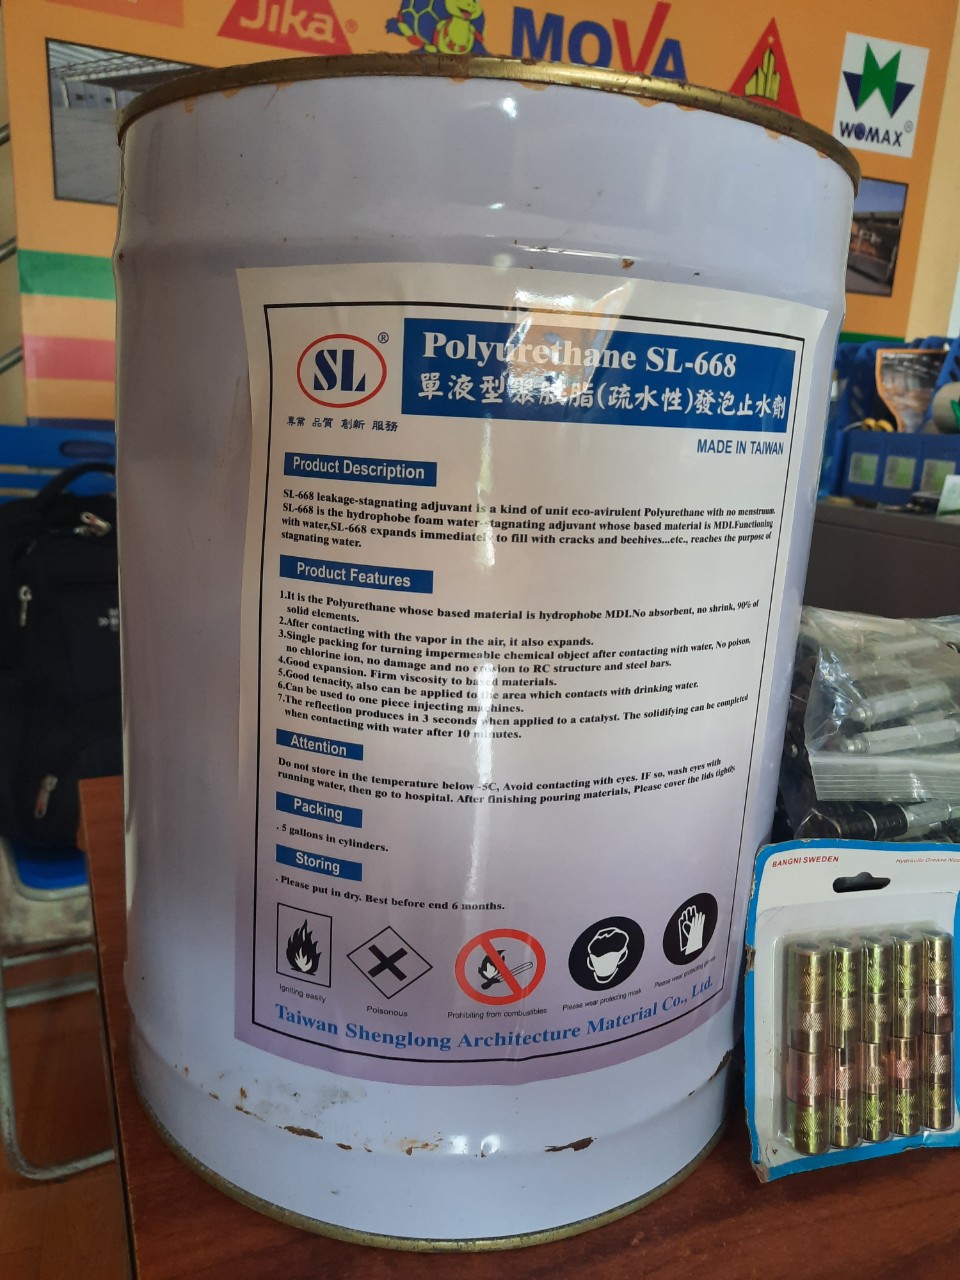 Jika®
MOVA
WOMAX®
SL®
專業 品質 創新 服務
Polyurethane SL-668
單液型聚胺脂(疏水性)發泡止水劑
MADE IN TAIWAN
Product Description
SL-668 leakage-stagnating adjuvant is a kind of unit eco-avirulent Polyurethane with no menstruum.
SL-668 is the hydrophobe foam water-stagnating adjuvant whose based material is MDI.Functioning
with water,SL-668 expands immediately to fill with cracks and beehives...etc., reaches the purpose of
stagnating water.
Product Features
1.It is the Polyurethane whose based material is hydrophobe MDI.No absorbent, no shrink, 90% of
solid elements.
2.After contacting with the vapor in the air, it also expands.
3.Single packing for turning impermeable chemical object after contacting with water, No poison,
no chlorine ion, no damage and no erosion to RC structure and steel bars.
4.Good expansion. Firm viscosity to based materials.
5.Good tenacity, also can be applied to the area which contacts with drinking water.
6.Can be used to one piece injecting machines.
7.The reflection produces in 3 seconds when applied to a catalyst. The solidifying can be completed
when contacting with water after 10 minutes.
Attention
Do not store in the temperature below -5C, Avoid contacting with eyes. IF so, wash eyes with
running water, then go to hospital. After finishing pouring materials, Please cover the lids tightly.
Packing
. 5 gallons in cylinders.
Storing
. Please put in dry. Best before end 6 months.
Igniting easily
Poisonous
Prohibiting from combustibles
Please wear protecting mask
Please wear protecting
Taiwan Shenglong Architecture Material Co., Ltd.
BANGNI SWEDEN
Hydraulic Grease